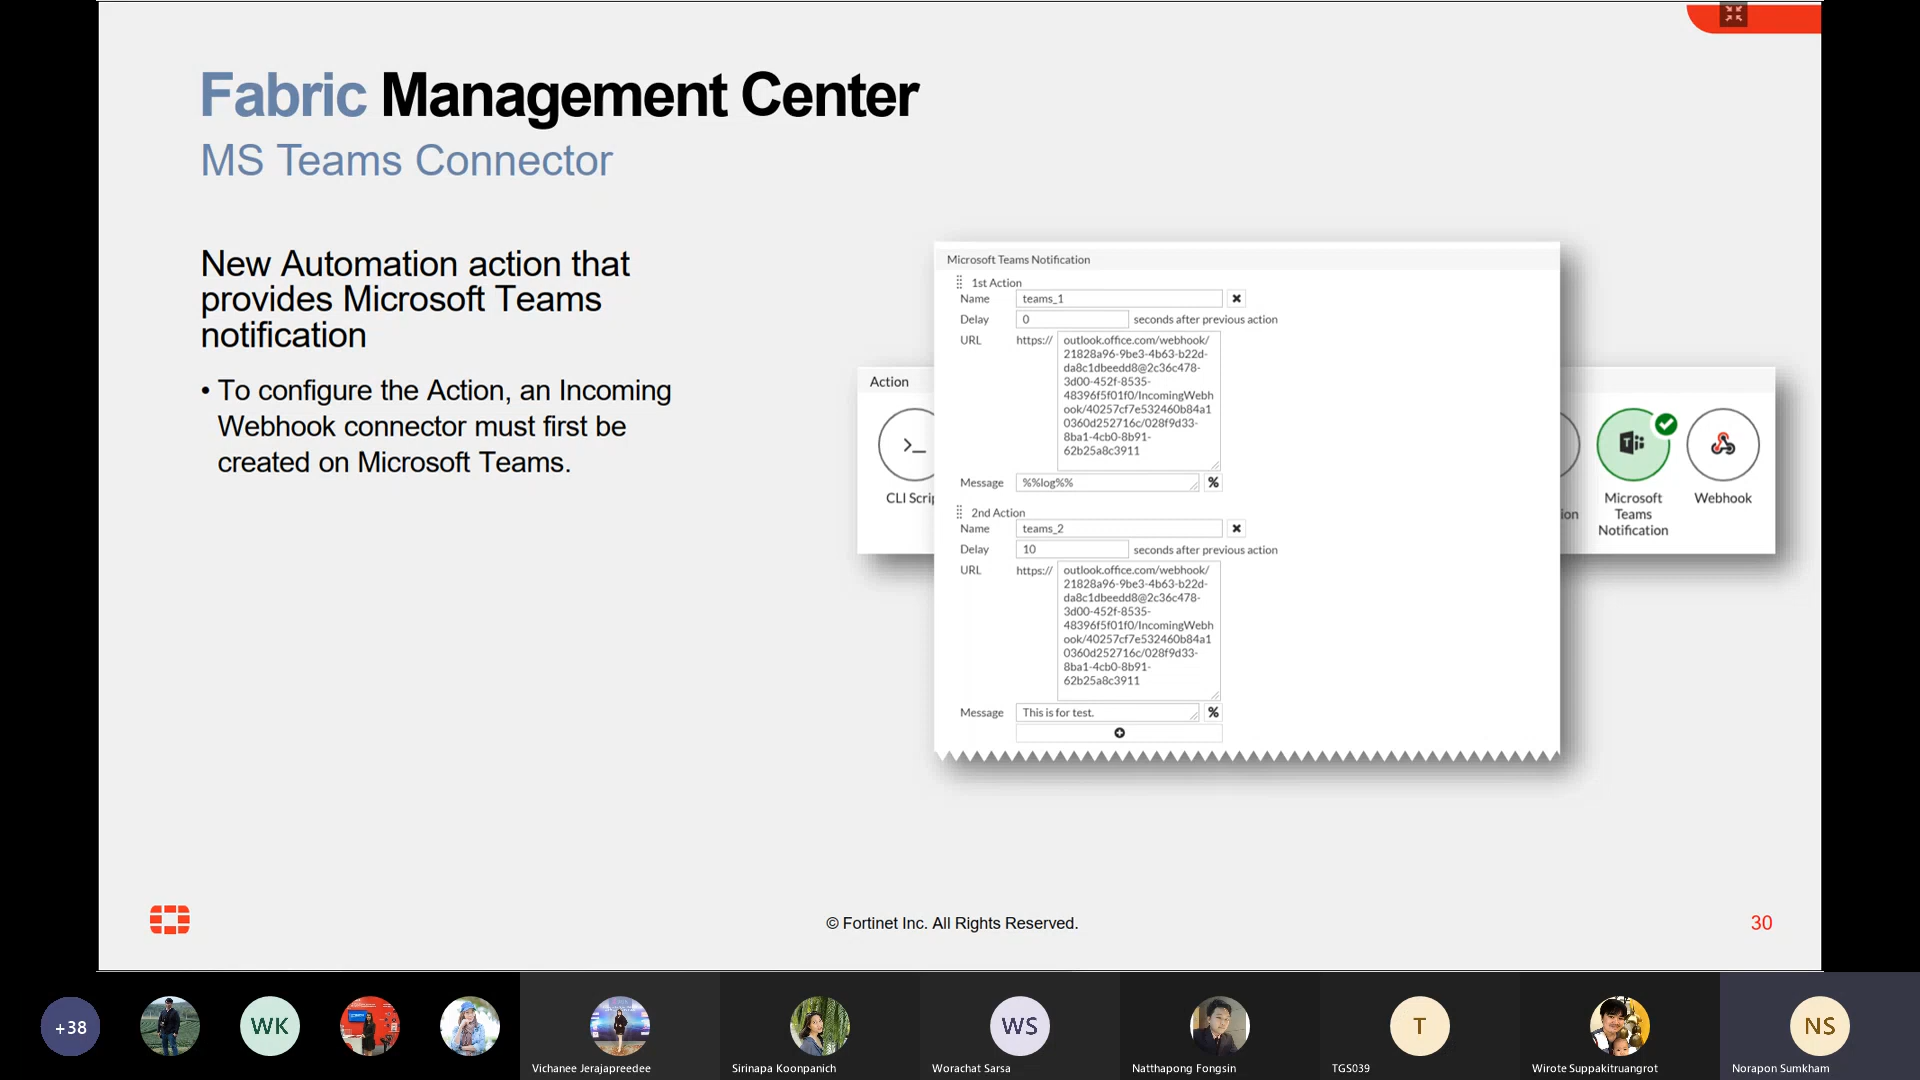 Fabric Management Center
MS Teams Connector
New Automation action that
provides Microsoft Teams
notification
• To configure the Action, an Incoming
Webhook connector must first be
created on Microsoft Teams.
Action
CLI Scrip
Microsoft Teams Notification
1st Action
Name teams_1
Delay 0 seconds after previous action
URL https:// outlook.office.com/webhook/
21828a96-9be3-4b63-b22d-
da8c1dbeedd8@2c36c478-
3d00-452f-8535-
48396f5f01f0/IncomingWebh
ook/40257cf7e532460b84a1
0360d252716c/028f9d33-
8ba1-4cb0-8b91-
62b25a8c3911
Message %%log%% %
2nd Action
Name teams_2
Delay 10 seconds after previous action
URL https:// outlook.office.com/webhook/
21828a96-9be3-4b63-b22d-
da8c1dbeedd8@2c36c478-
3d00-452f-8535-
48396f5f01f0/IncomingWebh
ook/40257cf7e532460b84a1
0360d252716c/028f9d33-
8ba1-4cb0-8b91-
62b25a8c3911
Message This is for test. %
ion
Microsoft
Teams
Notification
Webhook
© Fortinet Inc. All Rights Reserved.
30
+38
WK
Vichanee Jerajapreedee
Sirinapa Koonpanich
WS
Worachat Sarsa
Natthapong Fongsin
T
TGS039
Wirote Suppakitruangrot
NS
Norapon Sumkham